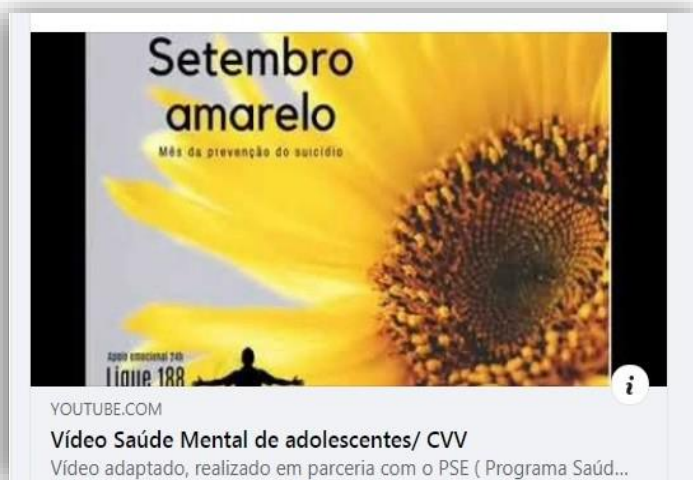 Setembro
amarelo
Mês da prevenção do suicídio
Apoio emocional 24h
Ligue 188
i
YOUTUBE.COM
Vídeo Saúde Mental de adolescentes/ CVV
Vídeo adaptado, realizado em parceria com o PSE ( Programa Saúd...